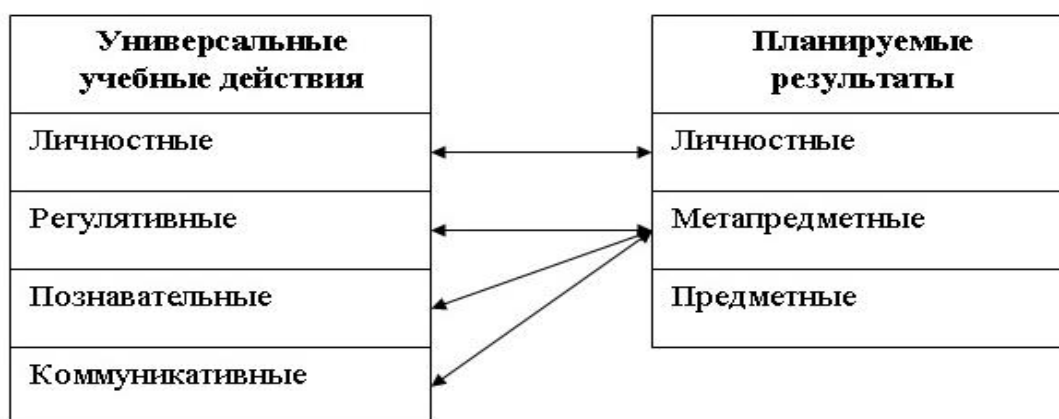 Универсальные
учебные действия
Личностные
Регулятивные
Познавательные
Коммуникативные
Планируемые
результаты
Личностные
Метапредметные
Предметные